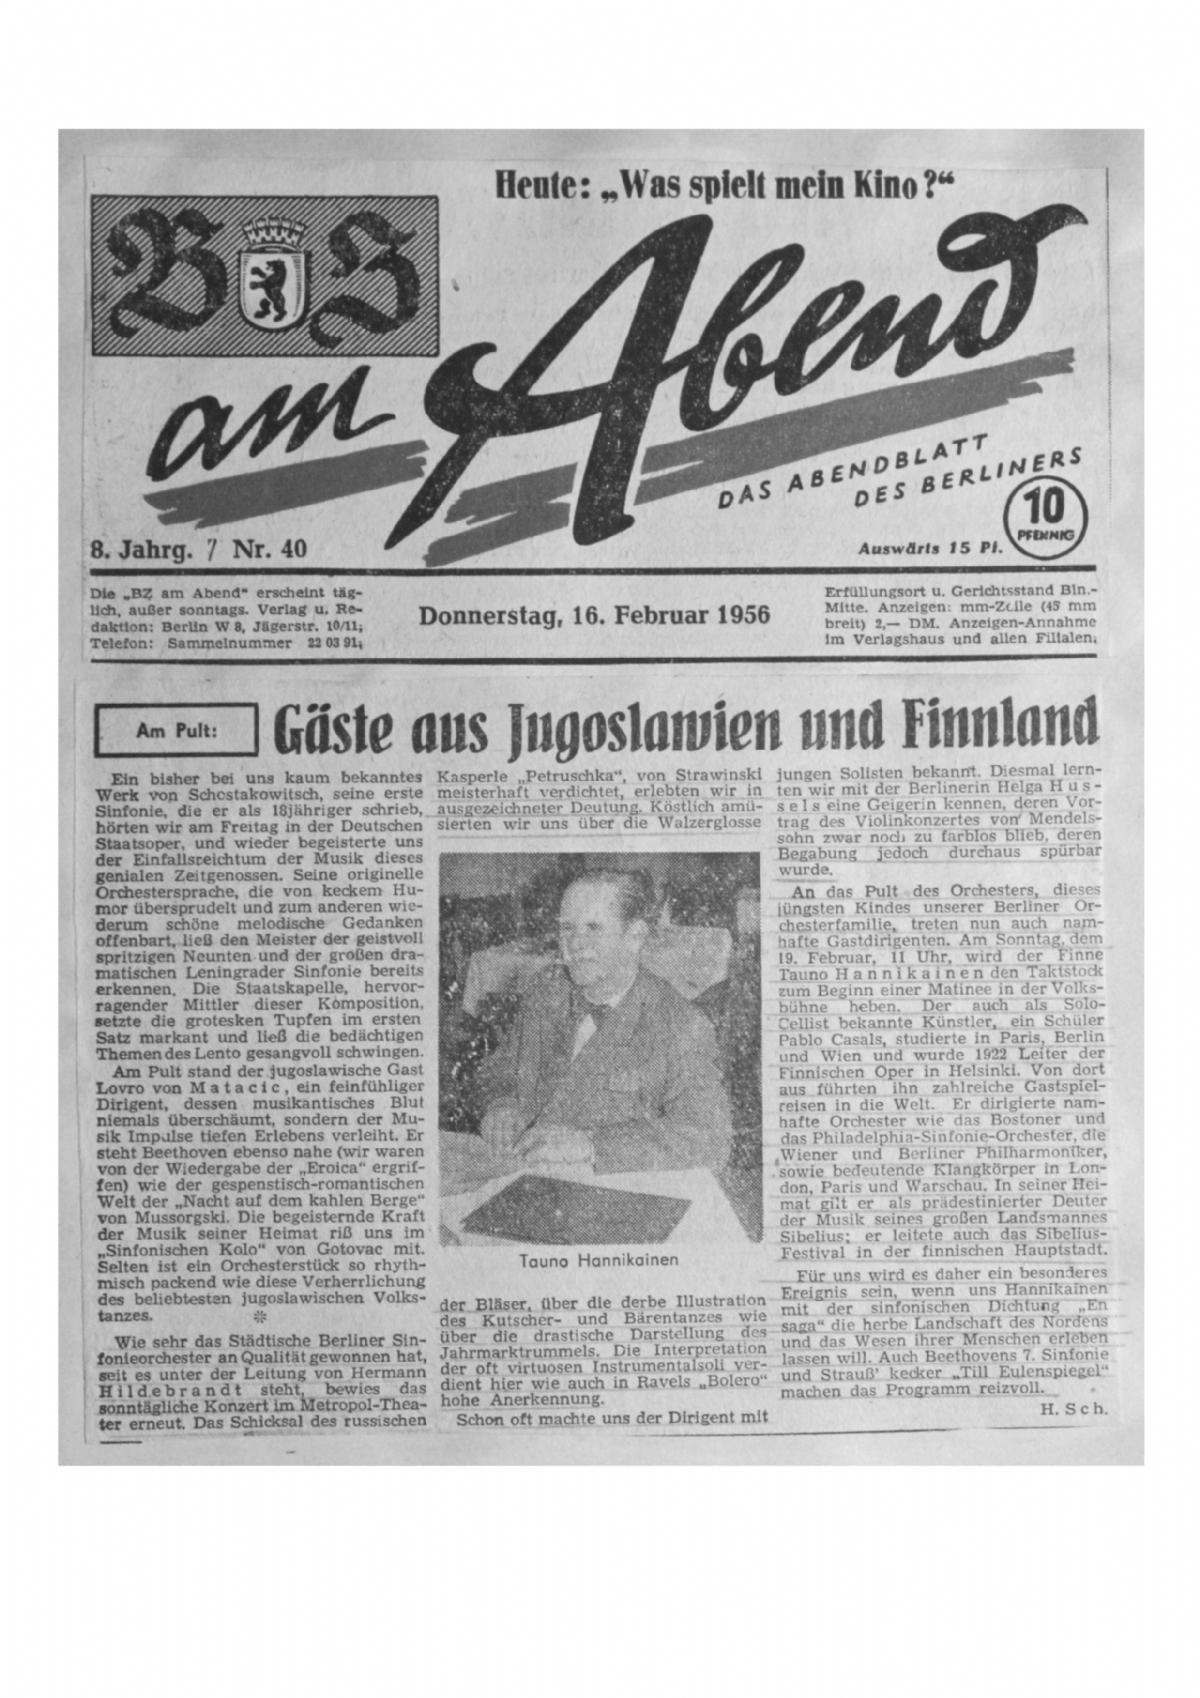 Heute: „Was spielt mein Kino?“
BZ
am Abend
DAS ABENDBLATT
DES BERLINERS
10
PFENNIG
Auswärts 15 Pf.
8. Jahrg. / Nr. 40
Die „BZ am Abend“ erscheint täg-
lich, außer sonntags. Verlag u. Re-
daktion: Berlin W 8, Jägerstr. 10/11;
Telefon: Sammelnummer 22 03 91;
Donnerstag, 16. Februar 1956
Erfüllungsort u. Gerichtsstand Bln.-
Mitte. Anzeigen: mm-Zeile (45 mm
breit) 2,— DM. Anzeigen-Annahme
im Verlagshaus und allen Filialen.
Am Pult:
Gäste aus Jugoslawien und Finnland
Ein bisher bei uns kaum bekanntes
Werk von Schostakowitsch, seine erste
Sinfonie, die er als 18jähriger schrieb,
hörten wir am Freitag in der Deutschen
Staatsoper, und wieder begeisterte uns
der Einfallsreichtum der Musik dieses
genialen Zeitgenossen. Seine originelle
Orchestersprache, die von keckem Hu-
mor übersprudelt und zum anderen wie-
derum schöne melodische Gedanken
offenbart, ließ den Meister der geistvoll
spritzigen Neunten und der großen dra-
matischen Leningrader Sinfonie bereits
erkennen. Die Staatskapelle, hervor-
ragender Mittler dieser Komposition,
setzte die grotesken Tupfen im ersten
Satz markant und ließ die bedächtigen
Themen des Lento gesangvoll schwingen.
Am Pult stand der jugoslawische Gast
Lovro von Matacic, ein feinfühliger
Dirigent, dessen musikantisches Blut
niemals überschäumt, sondern der Mu-
sik Impulse tiefen Erlebens verleiht. Er
steht Beethoven ebenso nahe (wir waren
von der Wiedergabe der „Eroica“ ergrif-
fen) wie der gespenstisch-romantischen
Welt der „Nacht auf dem kahlen Berge“
von Mussorgski. Die begeisternde Kraft
der Musik seiner Heimat riß uns im
„Sinfonischen Kolo“ von Gotovac mit.
Selten ist ein Orchesterstück so rhyth-
misch packend wie diese Verherrlichung
des beliebtesten jugoslawischen Volks-
tanzes.
Wie sehr das Städtische Berliner Sin-
fonieorchester an Qualität gewonnen hat,
seit es unter der Leitung von Hermann
Hildebrandt steht, bewies das
sonntägliche Konzert im Metropol-Thea-
ter erneut. Das Schicksal des russischen
Kasperle „Petruschka“, von Strawinski
meisterhaft verdichtet, erlebten wir in
ausgezeichneter Deutung. Köstlich amü-
sierten wir uns über die Walzerglosse
Tauno Hannikainen
der Bläser, über die derbe Illustration
des Kutscher- und Bärentanzes wie
über die drastische Darstellung des
Jahrmarktrummels. Die Interpretation
der oft virtuosen Instrumentalsoli ver-
dient hier wie auch in Ravels „Bolero“
hohe Anerkennung.
Schon oft machte uns der Dirigent mit
jungen Solisten bekannt. Diesmal lern-
ten wir mit der Berlinerin Helga Hus-
sels eine Geigerin kennen, deren Vor-
trag des Violinkonzertes von Mendels-
sohn zwar noch zu farblos blieb, deren
Begabung jedoch durchaus spürbar
wurde.
An das Pult des Orchesters, dieses
jüngsten Kindes unserer Berliner Or-
chesterfamilie, treten nun auch nam-
hafte Gastdirigenten. Am Sonntag, dem
19. Februar, 11 Uhr, wird der Finne
Tauno Hannikainen den Taktstock
zum Beginn einer Matinee in der Volks-
bühne heben. Der auch als Solo-
Cellist bekannte Künstler, ein Schüler
Pablo Casals, studierte in Paris, Berlin
und Wien und wurde 1922 Leiter der
Finnischen Oper in Helsinki. Von dort
aus führten ihn zahlreiche Gastspiel-
reisen in die Welt. Er dirigierte nam-
hafte Orchester wie das Bostoner und
das Philadelphia-Sinfonie-Orchester, die
Wiener und Berliner Philharmoniker,
sowie bedeutende Klangkörper in Lon-
don, Paris und Warschau. In seiner Hei-
mat gilt er als prädestinierter Deuter
der Musik seines großen Landsmannes
Sibelius; er leitete auch das Sibelius-
Festival in der finnischen Hauptstadt.
Für uns wird es daher ein besonderes
Ereignis sein, wenn uns Hannikainen
mit der sinfonischen Dichtung „En
saga“ die herbe Landschaft des Nordens
und das Wesen ihrer Menschen erleben
lassen will. Auch Beethovens 7. Sinfonie
und Strauß' kecker „Till Eulenspiegel“
machen das Programm reizvoll.
H. Sch.